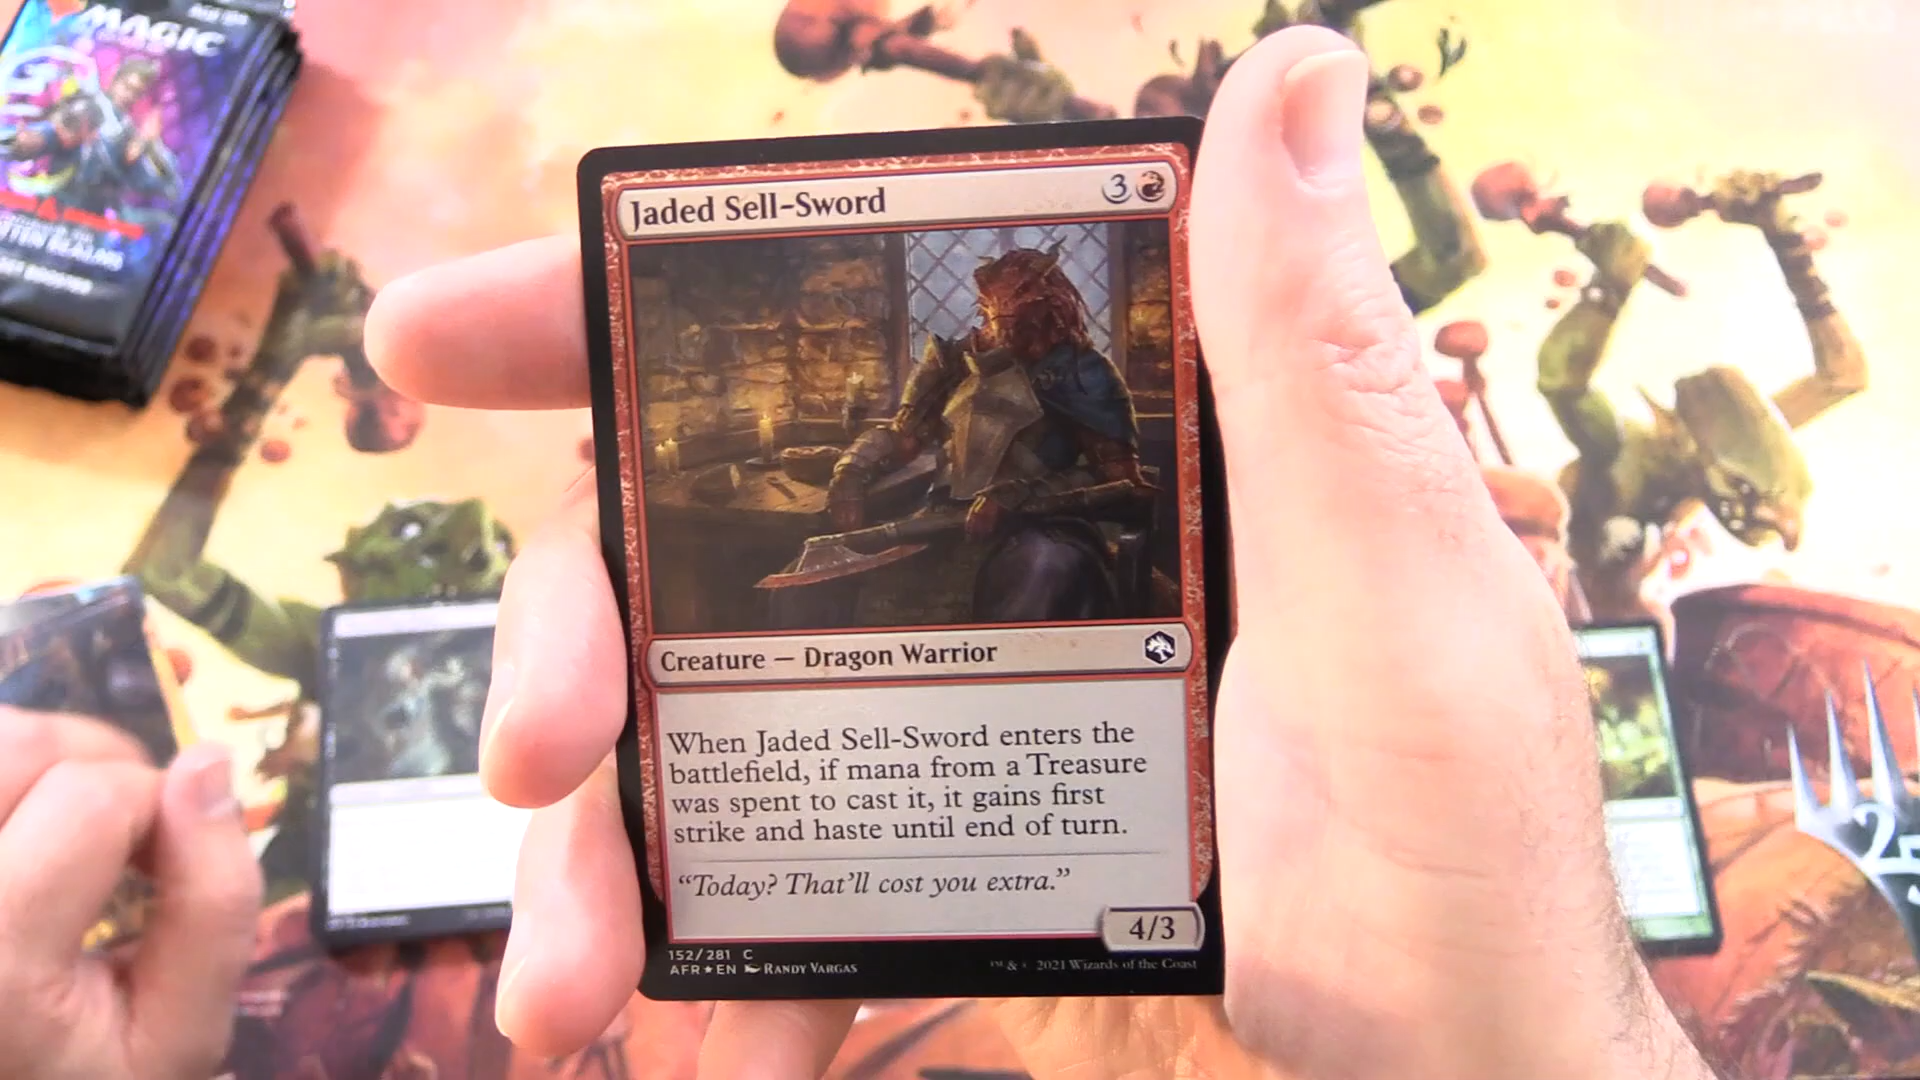 MAGIC
Jaded Sell-Sword
3
Creature — Dragon Warrior
When Jaded Sell-Sword enters the
battlefield, if mana from a Treasure
was spent to cast it, it gains first
strike and haste until end of turn.
“Today? That’ll cost you extra.”
4/3
152/281 C
AFR★EN RANDY VARGAS
™ & © 2021 Wizards of the Coast